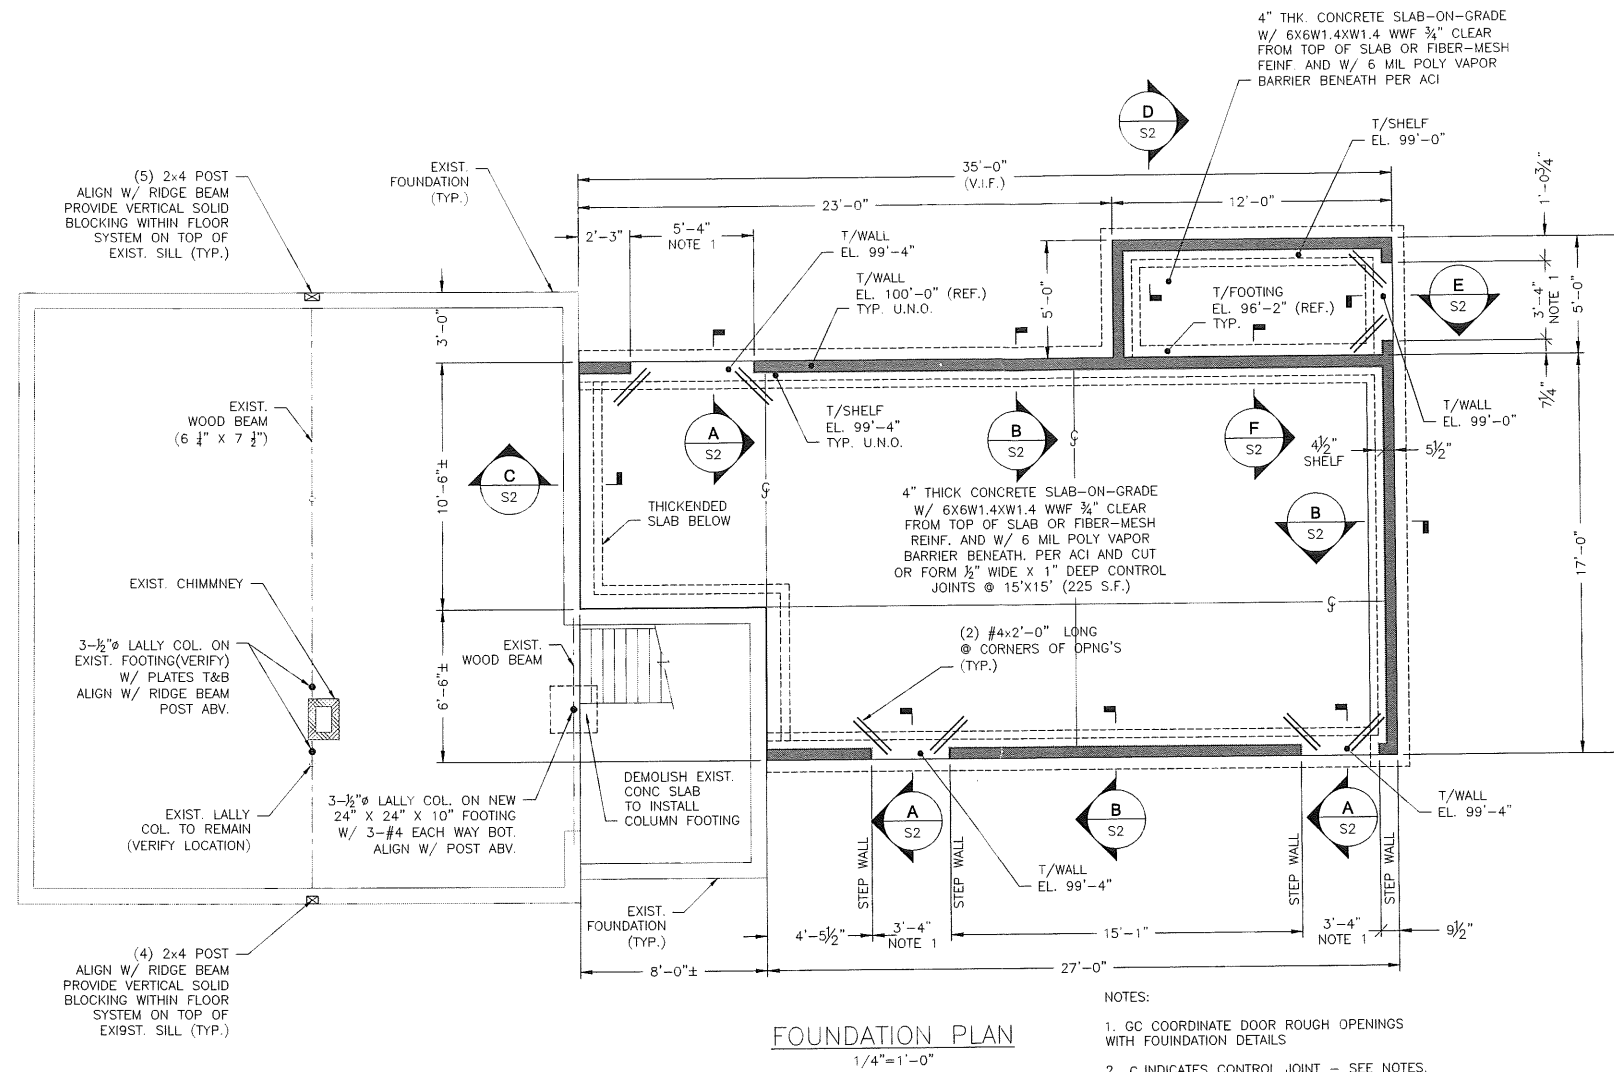 4" THK. CONCRETE SLAB-ON-GRADE
W/ 6X6W1.4XW1.4 WWF ¾" CLEAR
FROM TOP OF SLAB OR FIBER-MESH
FEINF. AND W/ 6 MIL POLY VAPOR
BARRIER BENEATH PER ACI
D
S2
T/SHELF
EL. 99'-0"
(5) 2x4 POST
ALIGN W/ RIDGE BEAM
PROVIDE VERTICAL SOLID
BLOCKING WITHIN FLOOR
SYSTEM ON TOP OF
EXIST. SILL (TYP.)
EXIST.
FOUNDATION
(TYP.)
35'-0"
(V.I.F.)
23'-0"
12'-0"
1'-0¾"
2'-3"
5'-4"
NOTE 1
T/WALL
EL. 99'-4"
T/WALL
EL. 100'-0" (REF.)
TYP. U.N.O.
5'-0"
T/FOOTING
EL. 96'-2" (REF.)
TYP.
E
S2
3'-4"
NOTE 1
5'-0"
3'-0"
7¼"
EXIST.
WOOD BEAM
(6 ¼" X 7 ½")
10'-6"±
C
S2
A
S2
T/SHELF
EL. 99'-4"
TYP. U.N.O.
B
S2
F
S2
4½"
SHELF
5½"
T/WALL
EL. 99'-0"
B
S2
17'-0"
THICKENDED
SLAB BELOW
4" THICK CONCRETE SLAB-ON-GRADE
W/ 6X6W1.4XW1.4 WWF ¾" CLEAR
FROM TOP OF SLAB OR FIBER-MESH
REINF. AND W/ 6 MIL POLY VAPOR
BARRIER BENEATH. PER ACI AND CUT
OR FORM ½" WIDE X 1" DEEP CONTROL
JOINTS @ 15'X15' (225 S.F.)
EXIST. CHIMMNEY
3-½"ø LALLY COL. ON
EXIST. FOOTING(VERIFY)
W/ PLATES T&B
ALIGN W/ RIDGE BEAM
POST ABV.
6'-6"±
EXIST.
WOOD BEAM
(2) #4x2'-0" LONG
@ CORNERS OF OPNG'S
(TYP.)
EXIST. LALLY
COL. TO REMAIN
(VERIFY LOCATION)
3-½"ø LALLY COL. ON NEW
24" X 24" X 10" FOOTING
W/ 3-#4 EACH WAY BOT.
ALIGN W/ POST ABV.
DEMOLISH EXIST.
CONC SLAB
TO INSTALL
COLUMN FOOTING
A
S2
B
S2
A
S2
T/WALL
EL. 99'-4"
STEP WALL
STEP WALL
STEP WALL
STEP WALL
T/WALL
EL. 99'-4"
EXIST.
FOUNDATION
(TYP.)
4'-5½"
3'-4"
NOTE 1
15'-1"
3'-4"
NOTE 1
9½"
8'-0"±
27'-0"
(4) 2x4 POST
ALIGN W/ RIDGE BEAM
PROVIDE VERTICAL SOLID
BLOCKING WITHIN FLOOR
SYSTEM ON TOP OF
EXI9ST. SILL (TYP.)
FOUNDATION PLAN
1/4"=1'-0"
NOTES:
1. GC COORDINATE DOOR ROUGH OPENINGS
WITH FOUINDATION DETAILS
2. C INDICATES CONTROL JOINT - SEE NOTES.